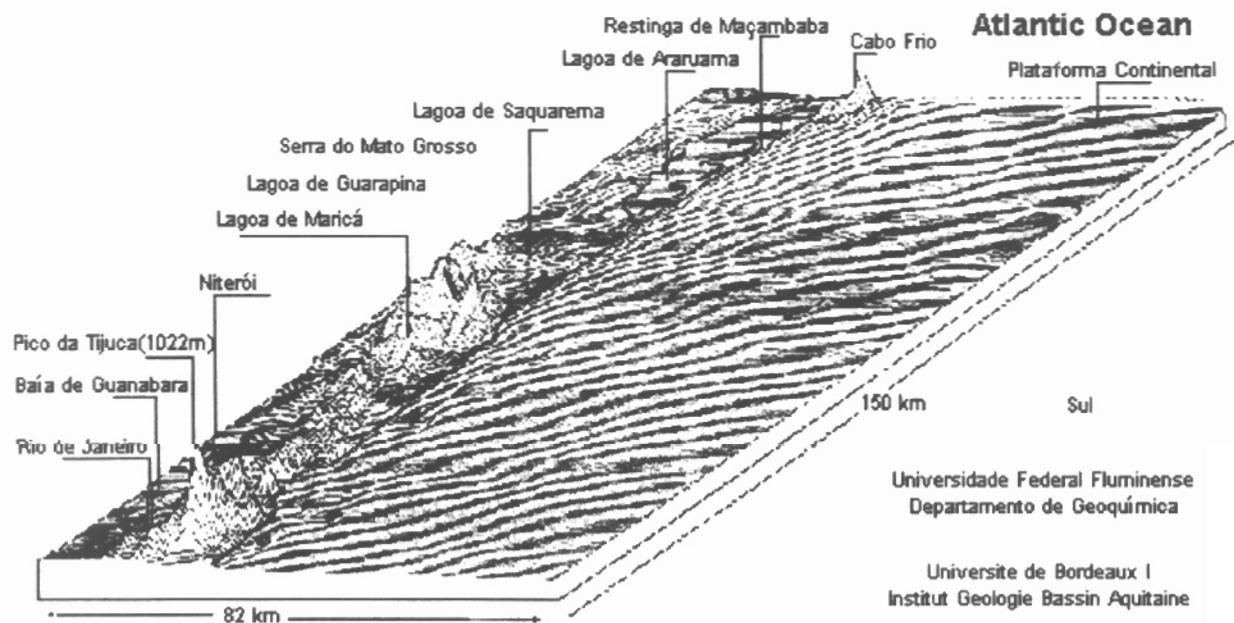 Atlantic Ocean
Restinga de Maçambaba
Cabo Frio
Lagoa de Araruama
Plataforma Continental
Lagoa de Saquarema
Serra do Mato Grosso
Lagoa de Guarapina
Lagoa de Maricá
Niterói
Pico da Tijuca(1022m)
Baía de Guanabara
Rio de Janeiro
150 km
Sul
Universidade Federal Fluminense
Departamento de Geoquímica
Universite de Bordeaux I
Institut Geologie Bassin Aquitaine
82 km